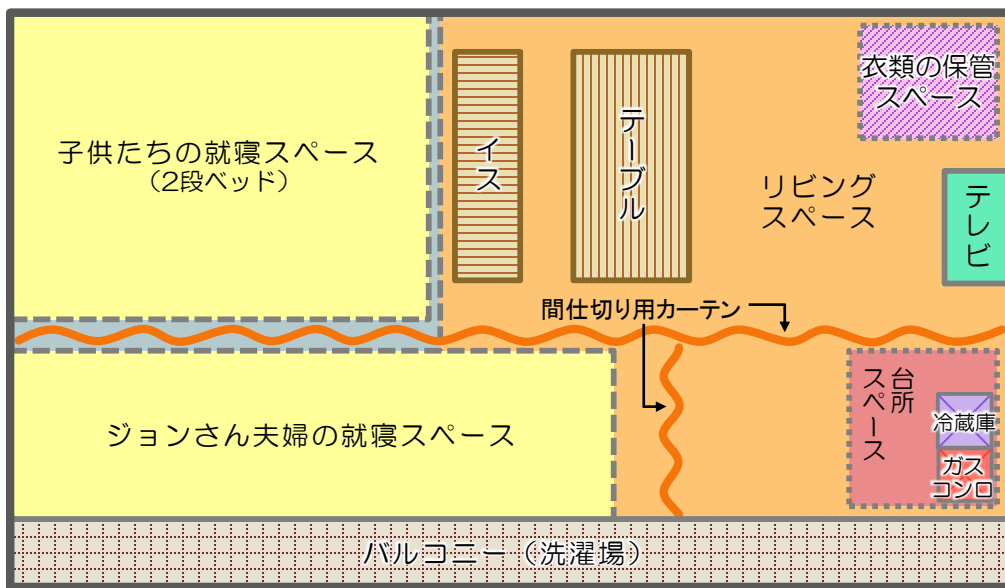 子供たちの就寝スペース
（2段ベッド）
イス
テーブル
衣類の保管
スペース
リビング
スペース
テレビ
間仕切り用カーテン
ジョンさん夫婦の就寝スペース
台所
スペース
冷蔵庫
ガス
コンロ
バルコニー（洗濯場）